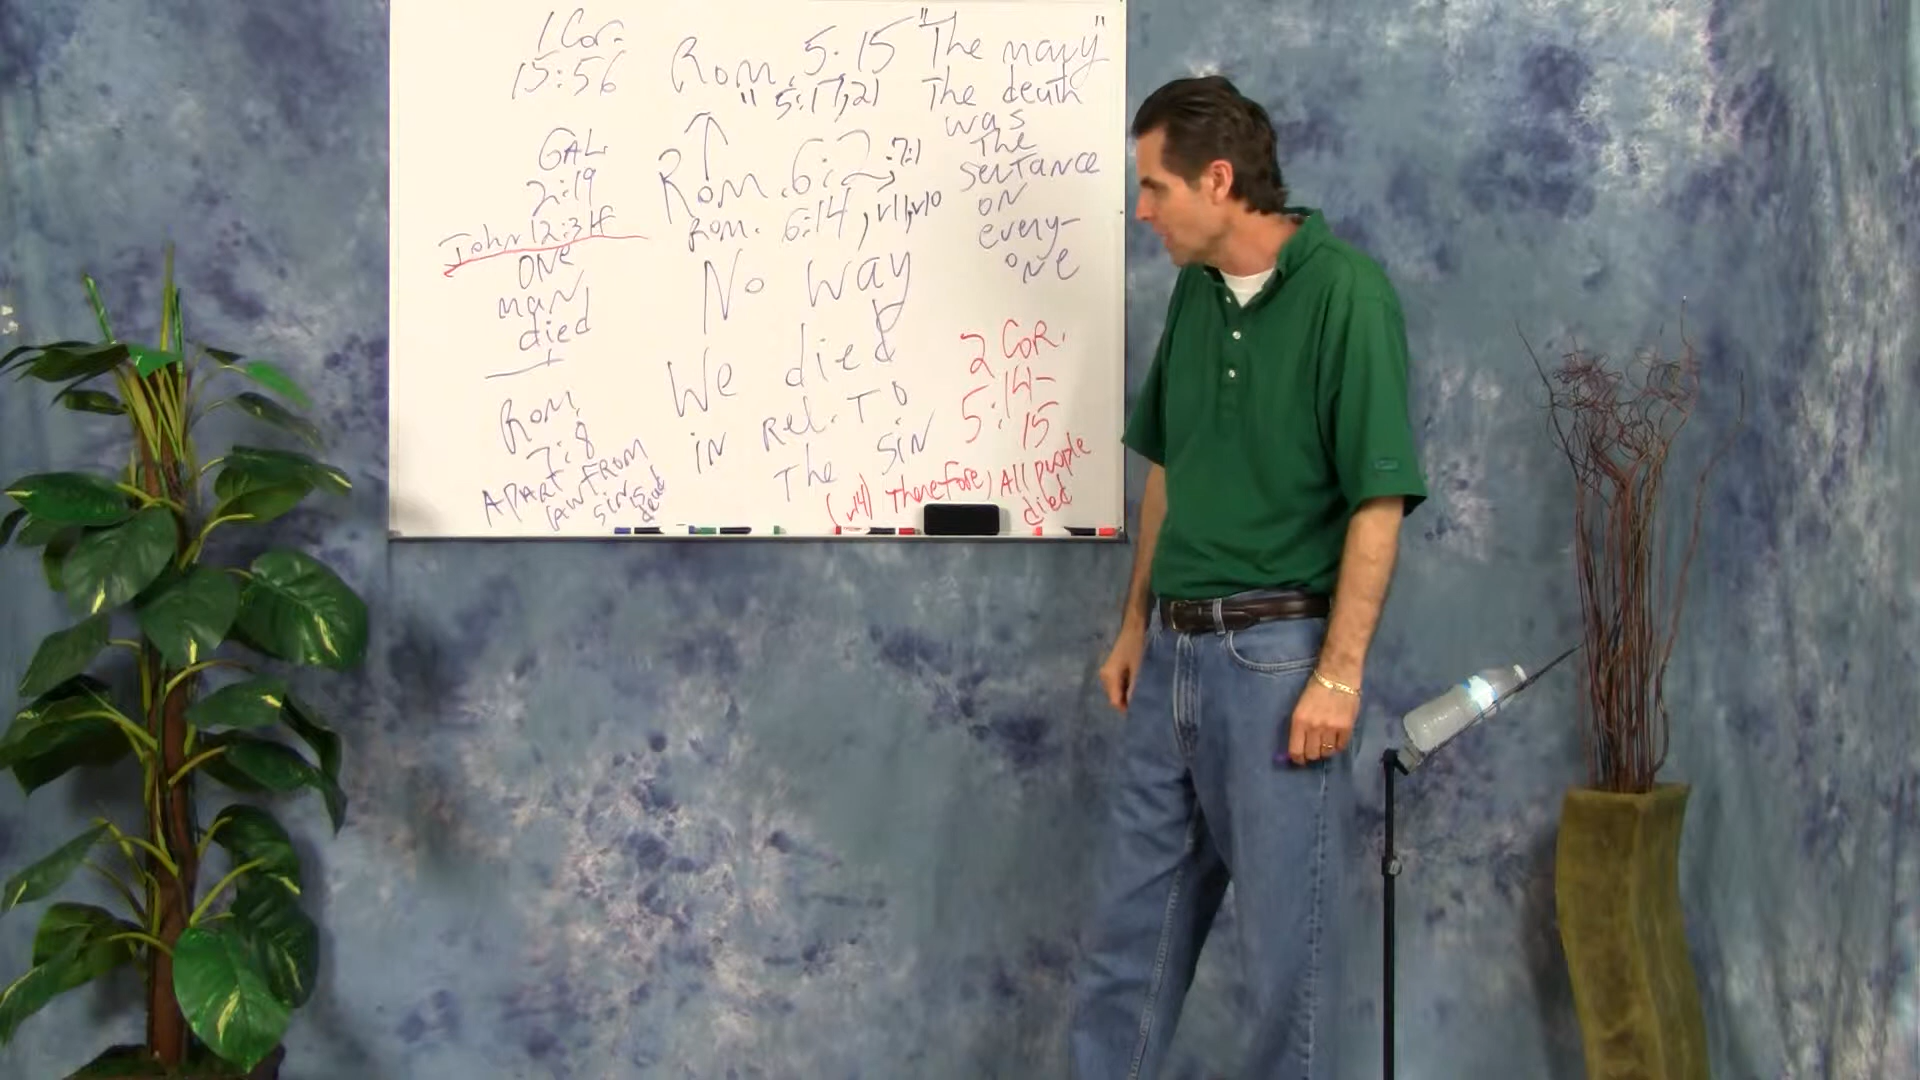 1 Cor.
15:56
GAL
2:19
John 12:34
ONe
man
died
Rom.
7:8
APART FROM
LAW
sin is
dead
Rom. 5:15 "The many"
" 5:17,21
Rom. 6:2, 7:1
Rom. 6:14, v11, v10
No way
We died
in rel. To
The sin
The death
was
The
sentance
on
every-
one
2 COR.
5:14-
15
(v14) Therefore, All people
died